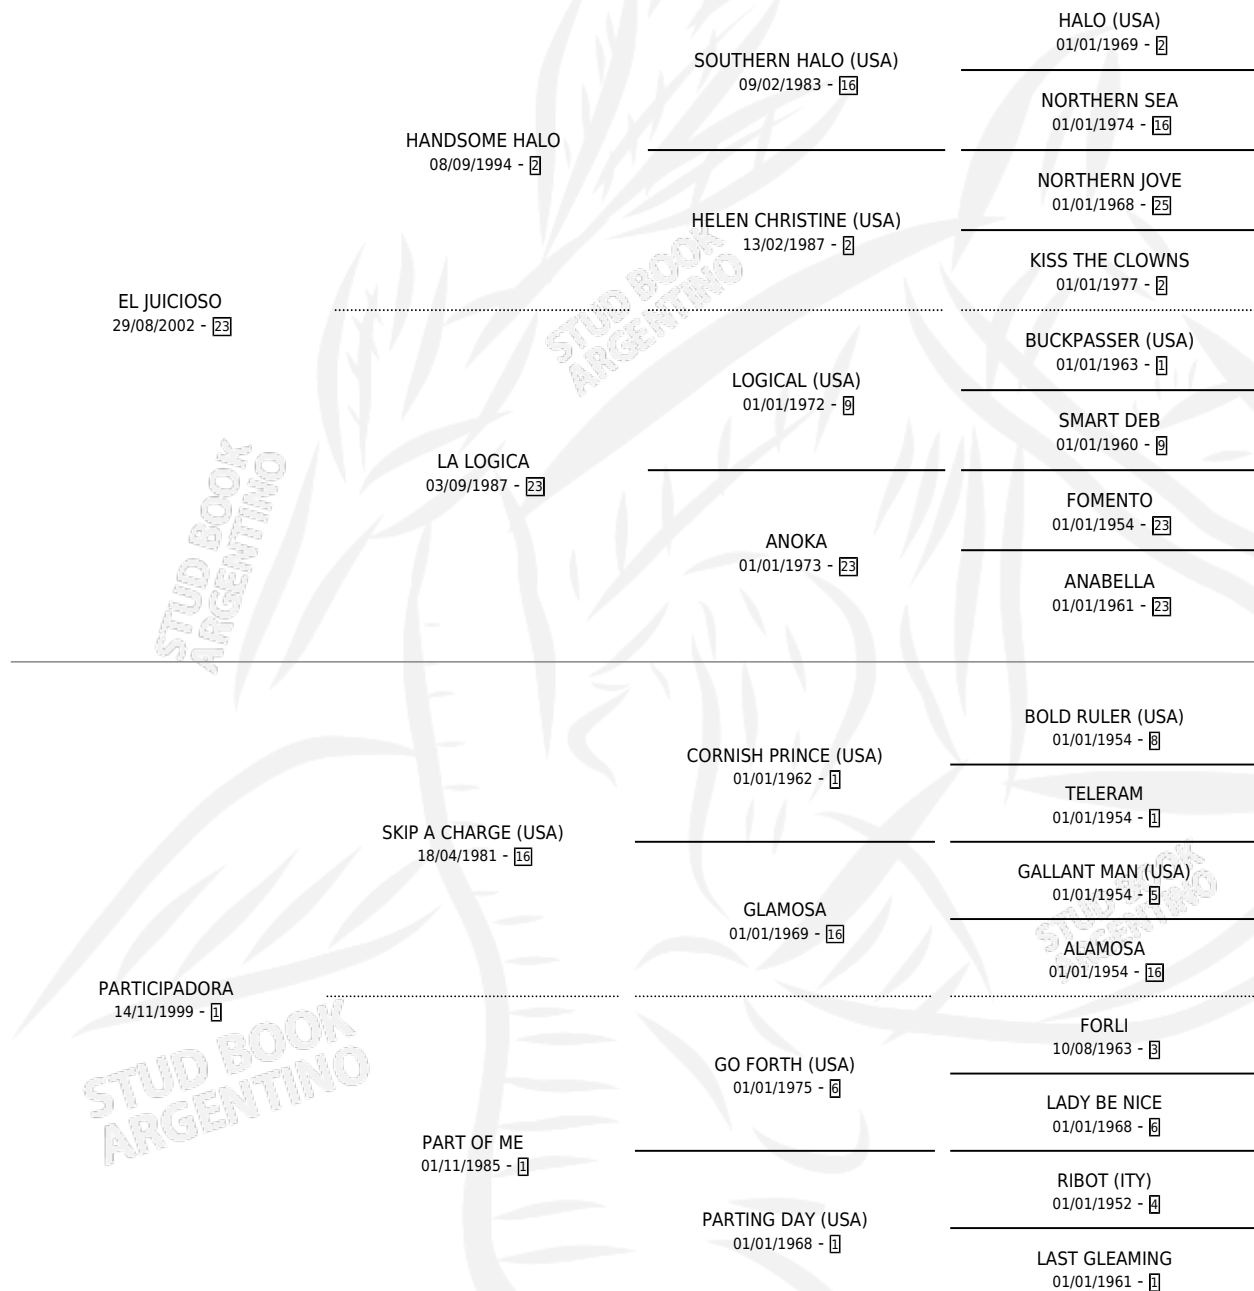 HALO (USA)
01/01/1969 - 2
SOUTHERN HALO (USA)
09/02/1983 - 16
NORTHERN SEA
01/01/1974 - 16
HANDSOME HALO
08/09/1994 - 2
NORTHERN JOVE
01/01/1968 - 25
HELEN CHRISTINE (USA)
13/02/1987 - 2
KISS THE CLOWNS
01/01/1977 - 2
EL JUICIOSO
29/08/2002 - 23
BUCKPASSER (USA)
01/01/1963 - 1
LOGICAL (USA)
01/01/1972 - 9
SMART DEB
01/01/1960 - 9
LA LOGICA
03/09/1987 - 23
FOMENTO
01/01/1954 - 23
ANOKA
01/01/1973 - 23
ANABELLA
01/01/1961 - 23
BOLD RULER (USA)
01/01/1954 - 8
CORNISH PRINCE (USA)
01/01/1962 - 1
TELERAM
01/01/1954 - 1
SKIP A CHARGE (USA)
18/04/1981 - 16
GALLANT MAN (USA)
01/01/1954 - 5
GLAMOSA
01/01/1969 - 16
ALAMOSA
01/01/1954 - 16
PARTICIPADORA
14/11/1999 - 1
FORLI
10/08/1963 - 3
GO FORTH (USA)
01/01/1975 - 6
LADY BE NICE
01/01/1968 - 6
PART OF ME
01/11/1985 - 1
RIBOT (ITY)
01/01/1952 - 4
PARTING DAY (USA)
01/01/1968 - 1
LAST GLEAMING
01/01/1961 - 1
STUD BOOK
ARGENTINO
STUD BOOK
ARGENTINO
STUD BOOK
ARGENTINO
STUD BOOK
ARGENTINO